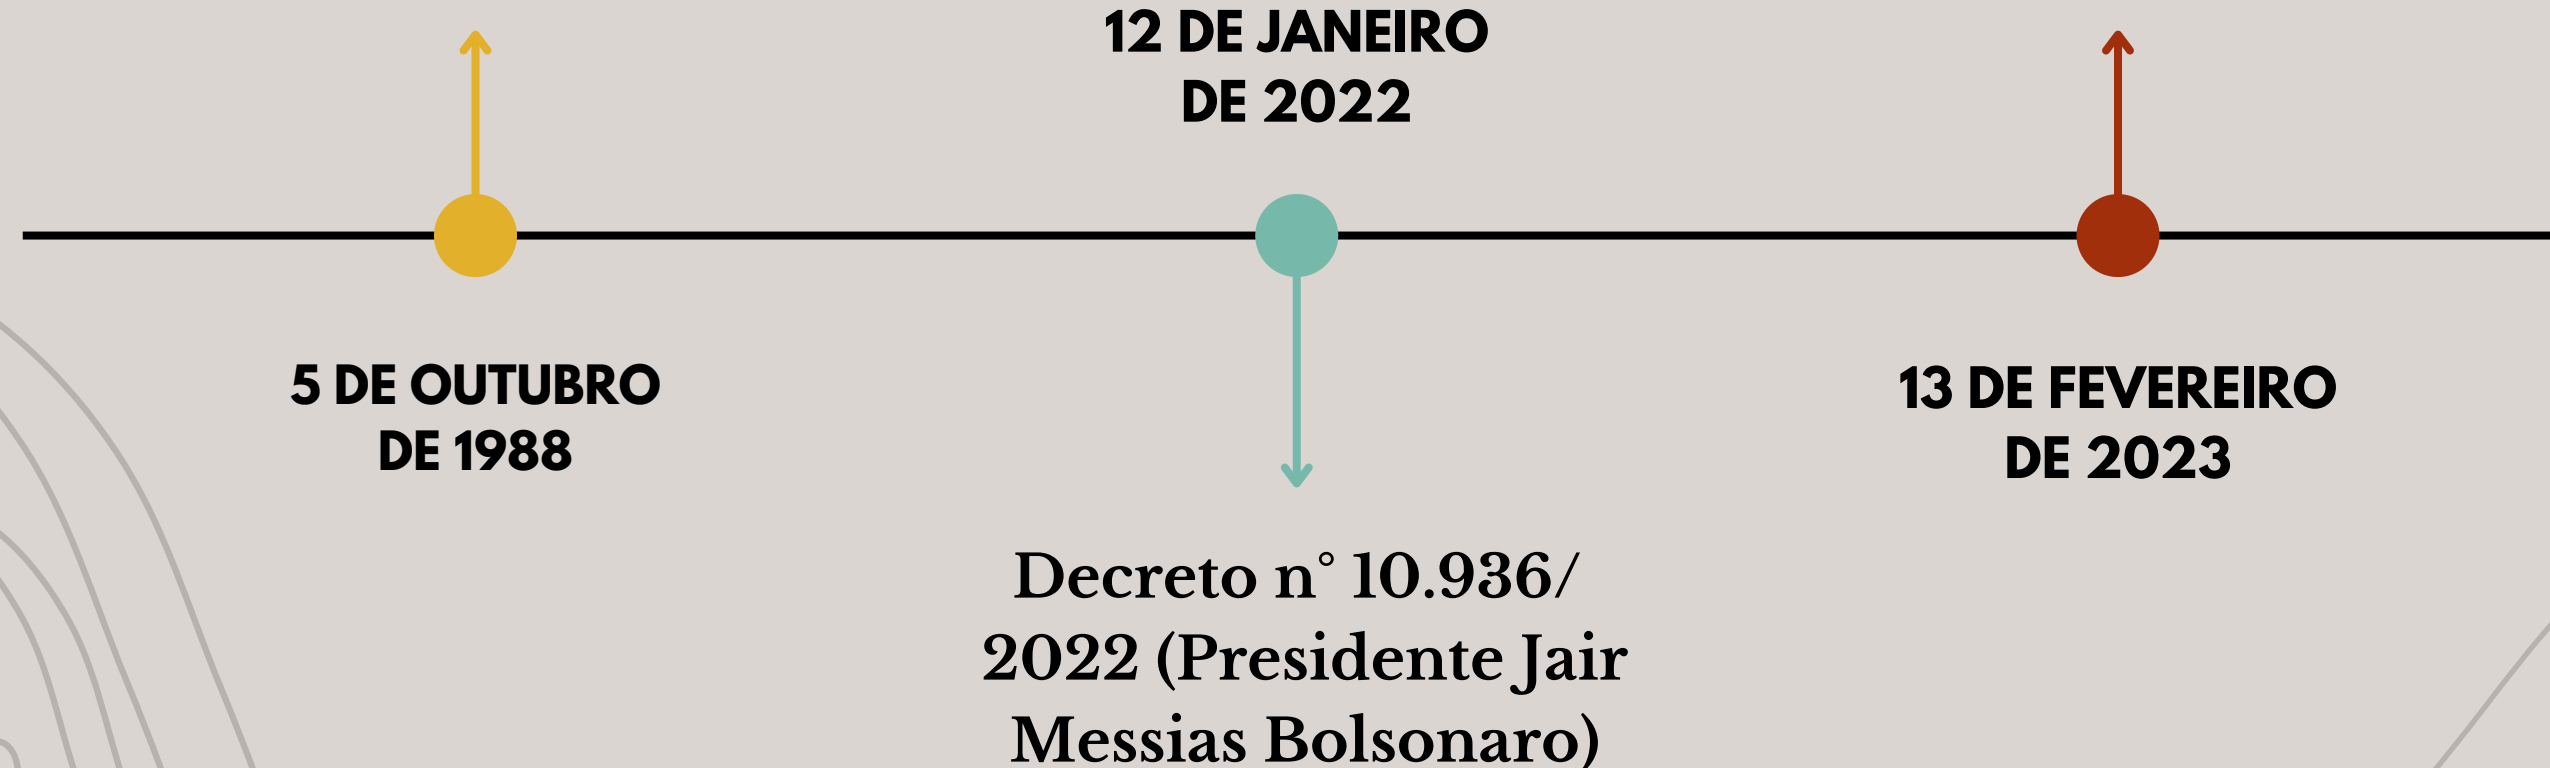 12 DE JANEIRO
DE 2022
5 DE OUTUBRO
DE 1988
13 DE FEVEREIRO
DE 2023
Decreto n° 10.936/
2022 (Presidente Jair
Messias Bolsonaro)